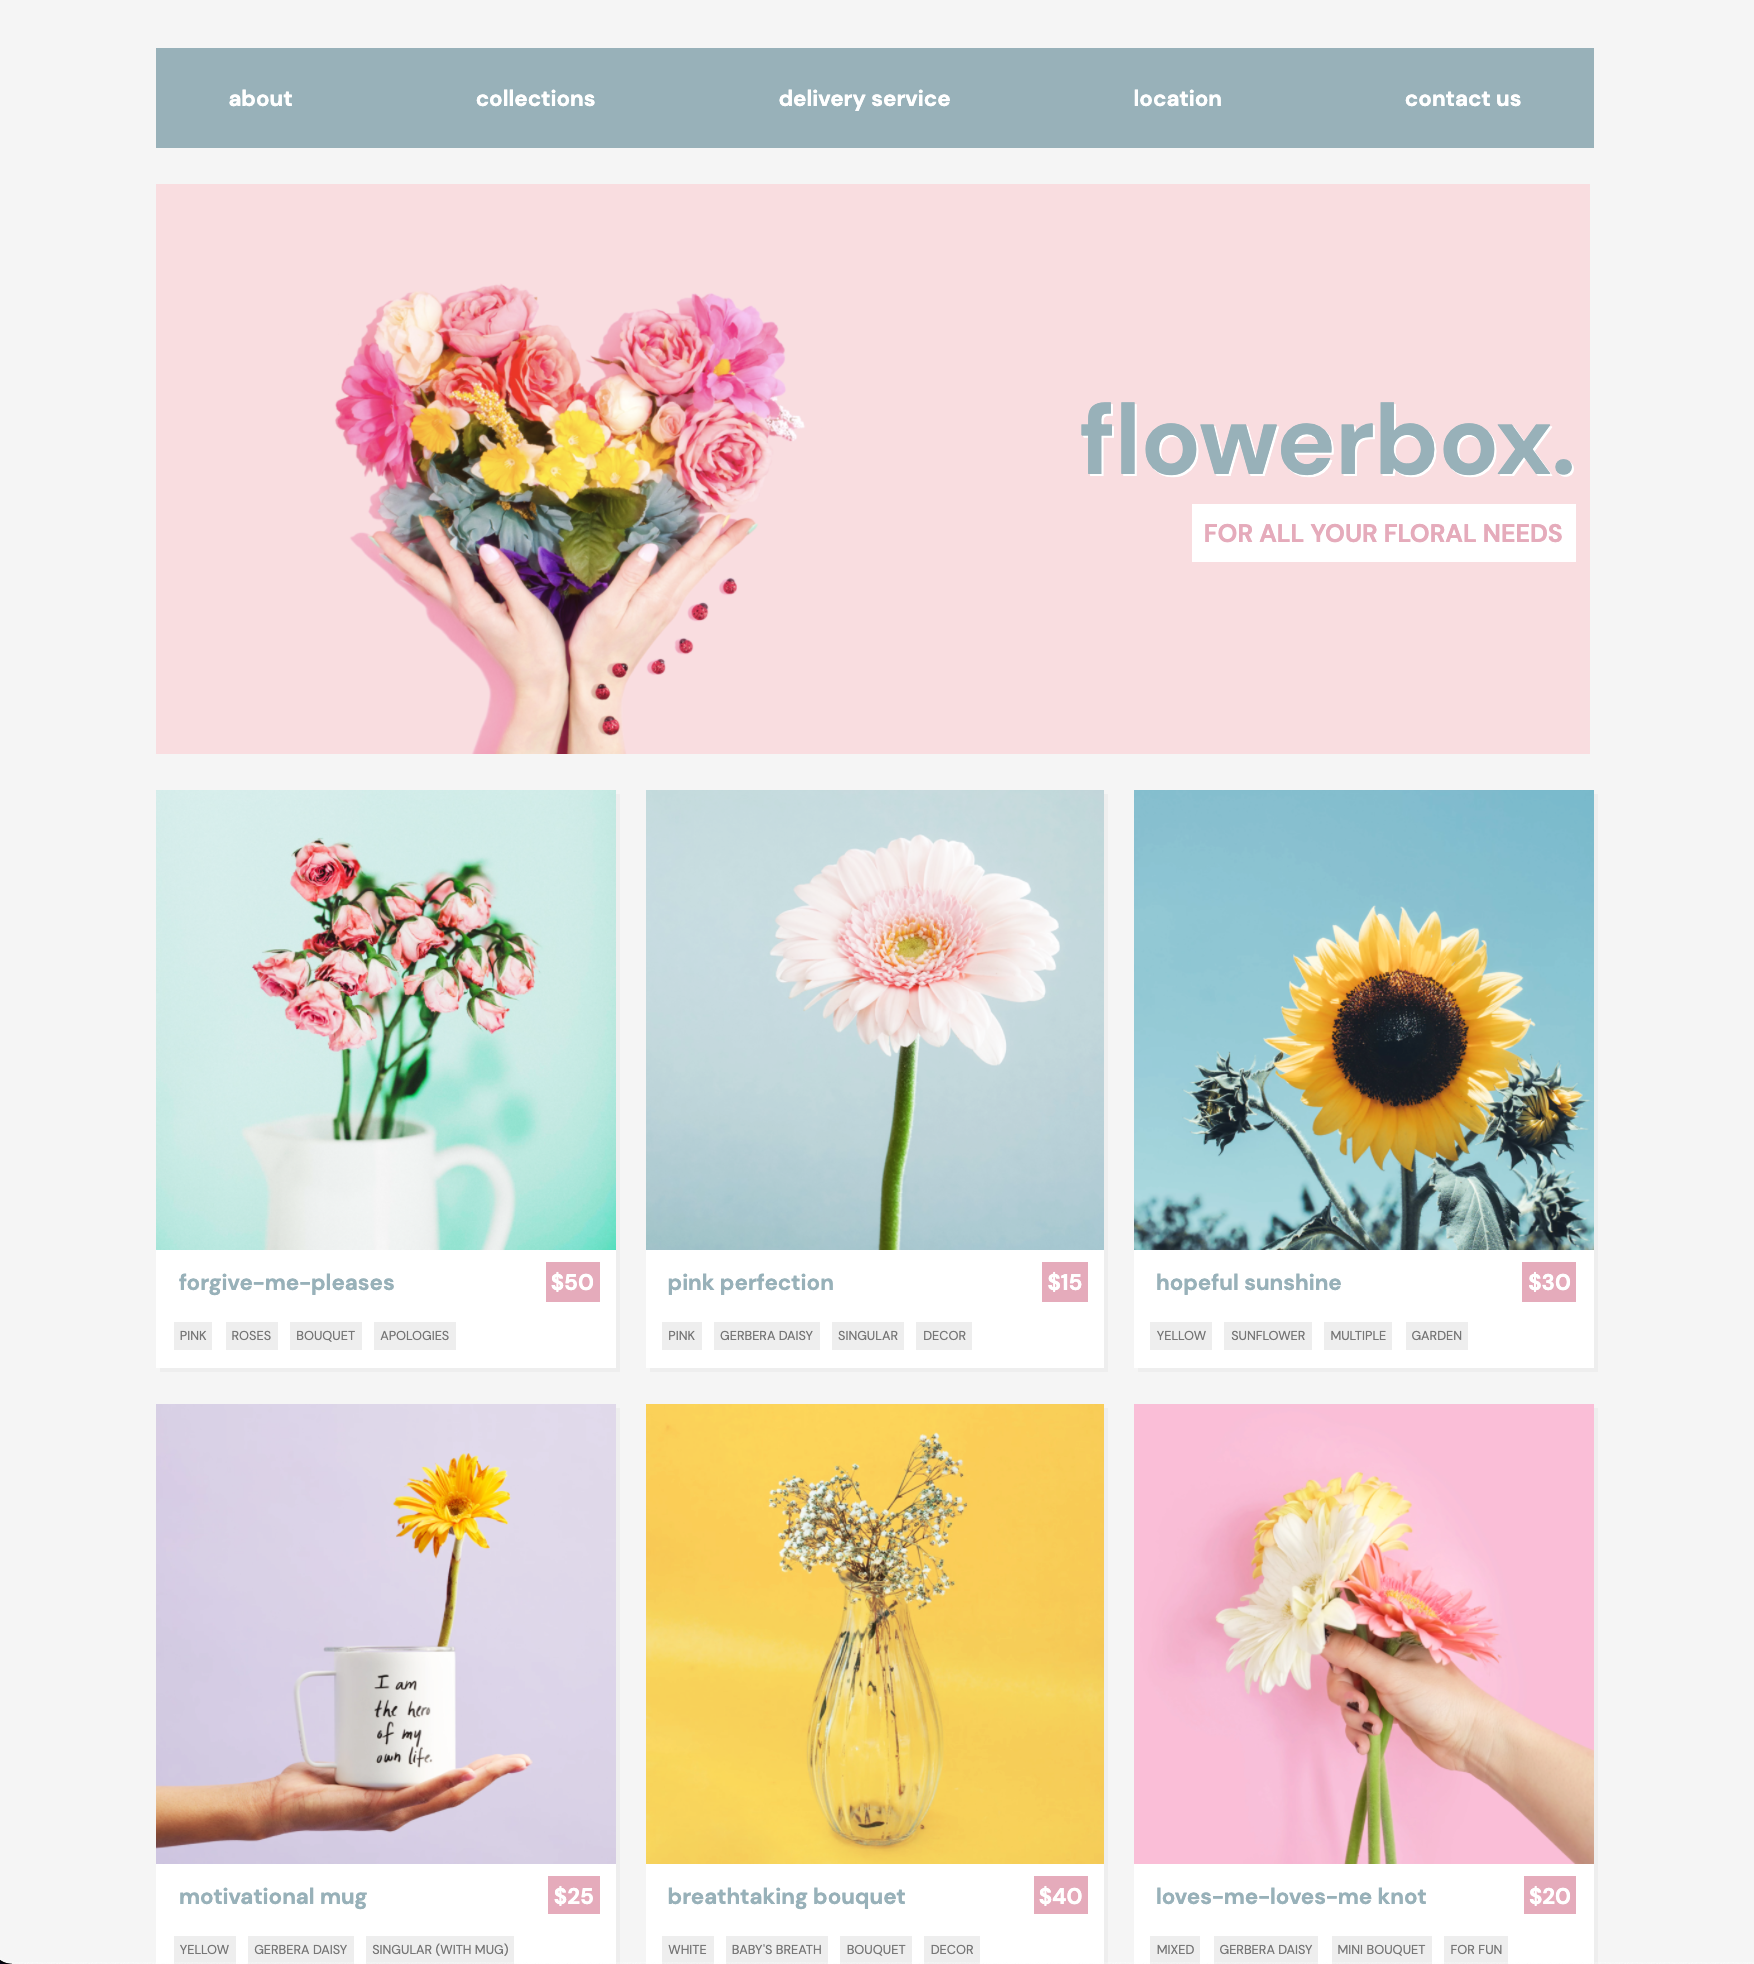 about
collections
delivery service
location
contact us
flowerbox.
FOR ALL YOUR FLORAL NEEDS
forgive-me-pleases
$50
PINK
ROSES
BOUQUET
APOLOGIES
pink perfection
$15
PINK
GERBERA DAISY
SINGULAR
DECOR
hopeful sunshine
$30
YELLOW
SUNFLOWER
MULTIPLE
GARDEN
I am
the hero
of my
own life.
motivational mug
$25
YELLOW
GERBERA DAISY
SINGULAR (WITH MUG)
breathtaking bouquet
$40
WHITE
BABY'S BREATH
BOUQUET
DECOR
loves-me-loves-me knot
$20
MIXED
GERBERA DAISY
MINI BOUQUET
FOR FUN